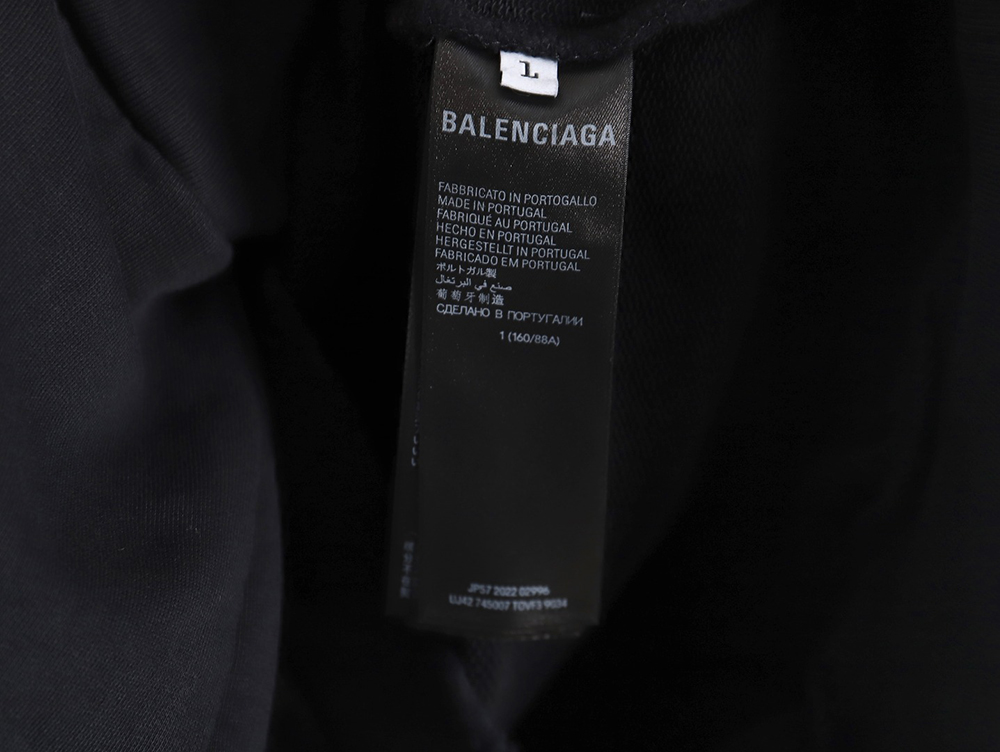 L
BALENCIAGA
FABBRICATO IN PORTOGALLO
MADE IN PORTUGAL
FABRIQUÉ AU PORTUGAL
HECHO EN PORTUGAL
HERGESTELLT IN PORTUGAL
FABRICADO EM PORTUGAL
ポルトガル製
صنع في البرتغال
葡萄牙制造
СДЕЛАНО В ПОРТУГАЛИИ
1 (160/88A)
JP57 2022 02996
745007 9034